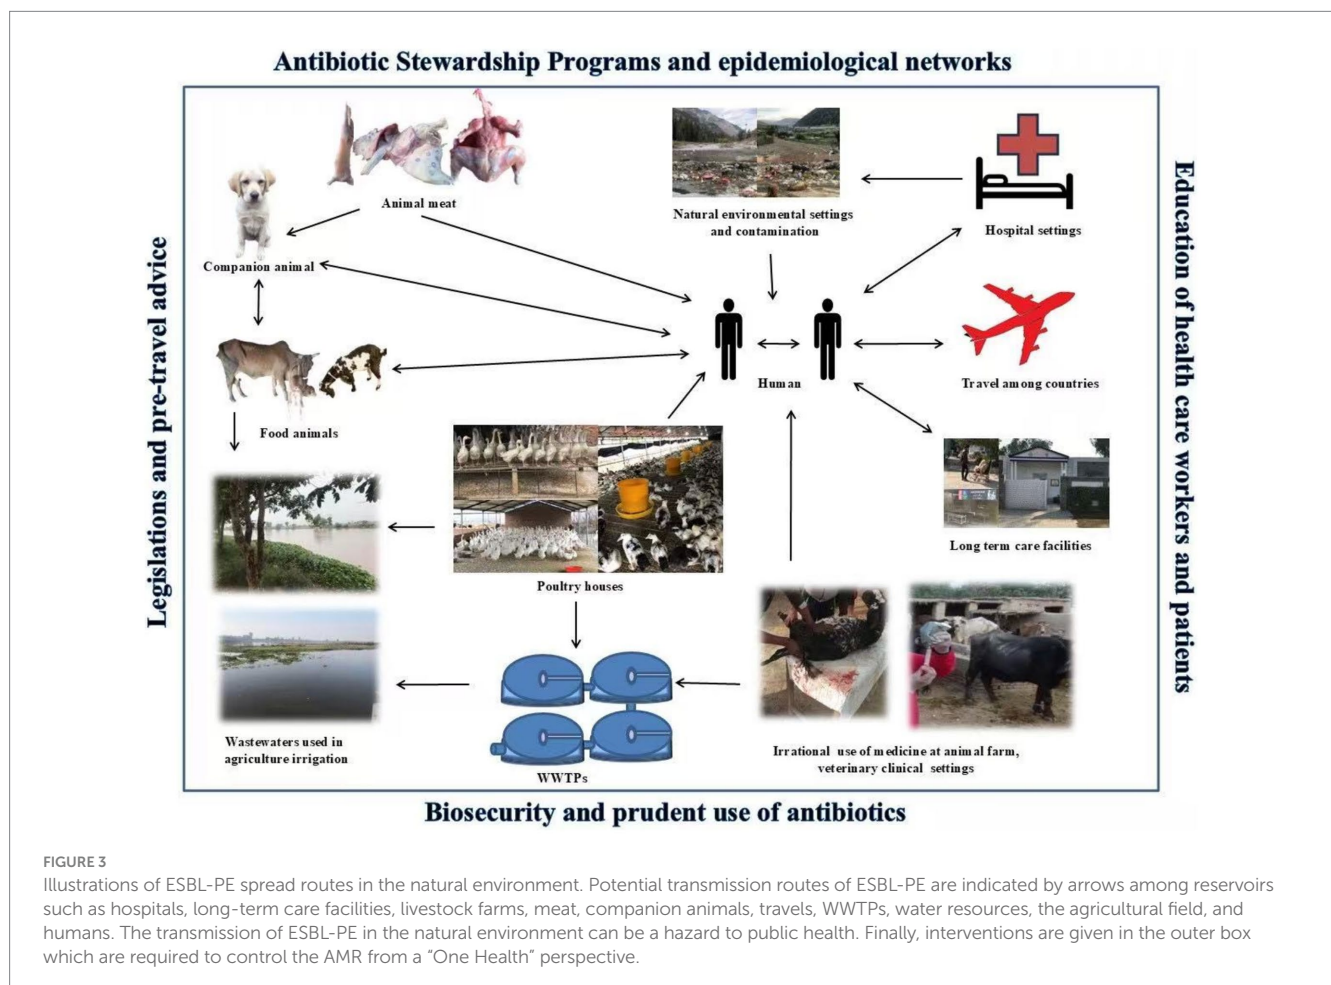 Antibiotic Stewardship Programs and epidemiological networks
Legislations and pre-travel advice
Education of health care workers and patients
Animal meat
Companion animal
Natural environmental settings
and contamination
Hospital settings
Human
Travel among countries
Food animals
Long term care facilities
Poultry houses
Wastewaters used in
agriculture irrigation
WWTPs
Irrational use of medicine at animal farm,
veterinary clinical settings
Biosecurity and prudent use of antibiotics
FIGURE 3
Illustrations of ESBL-PE spread routes in the natural environment. Potential transmission routes of ESBL-PE are indicated by arrows among reservoirs
such as hospitals, long-term care facilities, livestock farms, meat, companion animals, travels, WWTPs, water resources, the agricultural field, and
humans. The transmission of ESBL-PE in the natural environment can be a hazard to public health. Finally, interventions are given in the outer box
which are required to control the AMR from a “One Health” perspective.